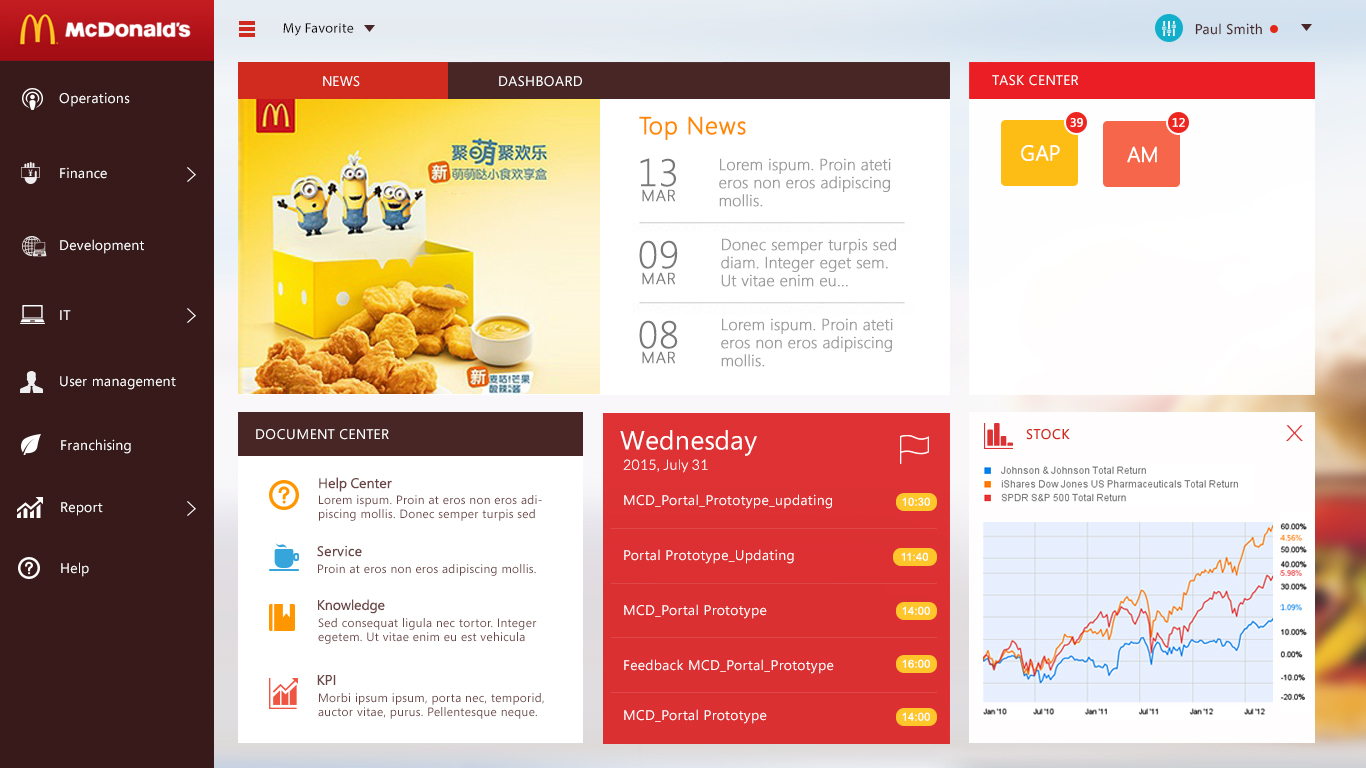 McDonald's
My Favorite
Paul Smith
Operations
Finance
Development
IT
User management
Franchising
Report
Help
NEWS
DASHBOARD
聚萌聚欢乐
新 萌萌哒小食欢享盒
新
Top News
13
MAR
Lorem ispum. Proin ateti
eros non eros adipiscing
mollis.
09
MAR
Donec semper turpis sed
diam. Integer eget sem.
Ut vitae enim eu...
08
MAR
Lorem ispum. Proin ateti
eros non eros adipiscing
mollis.
TASK CENTER
GAP
39
AM
12
DOCUMENT CENTER
Help Center
Lorem ispum. Proin at eros non eros adi-
piscing mollis. Donec semper turpis sed
Service
Proin at eros non eros adipiscing mollis.
Knowledge
Sed consequat ligula nec tortor. Integer
egetem. Ut vitae enim eu est vehicula
KPI
Morbi ipsum ipsum, porta nec, temporid,
auctor vitae, purus. Pellentesque neque.
Wednesday
2015, July 31
MCD_Portal_Prototype_updating 10:30
Portal Prototype_Updating 11:40
MCD_Portal Prototype 14:00
Feedback MCD_Portal_Prototype 16:00
MCD_Portal Prototype 14:00
STOCK
Johnson & Johnson Total Return
iShares Dow Jones US Pharmaceuticals Total Return
SPDR S&P 500 Total Return
60.00%
4.56%
50.00%
40.00%
5.98%
30.00%
1.09%
10.00%
0.00%
-10.0%
-20.0%
Jan '10 Jul '10 Jan '11 Jul '11 Jan '12 Jul '12